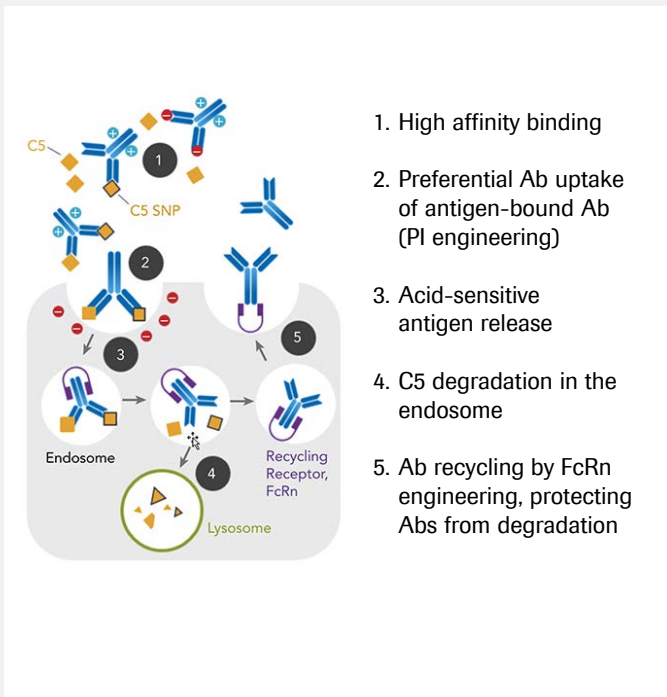 C5
1
C5 SNP
2
3
5
Endosome
Recycling
Receptor,
FcRn
4
Lysosome
1. High affinity binding
2. Preferential Ab uptake
of antigen-bound Ab
(PI engineering)
3. Acid-sensitive
antigen release
4. C5 degradation in the
endosome
5. Ab recycling by FcRn
engineering, protecting
Abs from degradation